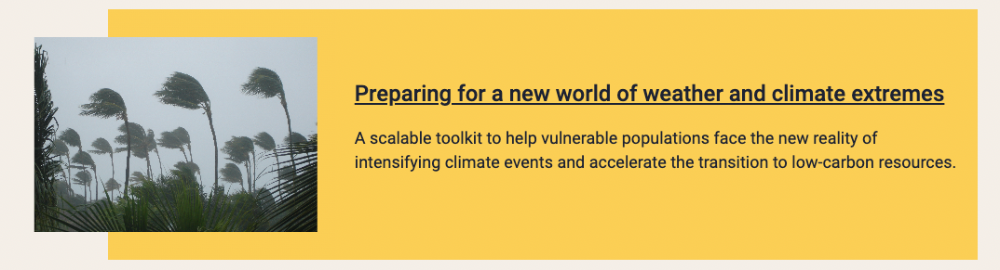 Preparing for a new world of weather and climate extremes
A scalable toolkit to help vulnerable populations face the new reality of
intensifying climate events and accelerate the transition to low-carbon resources.